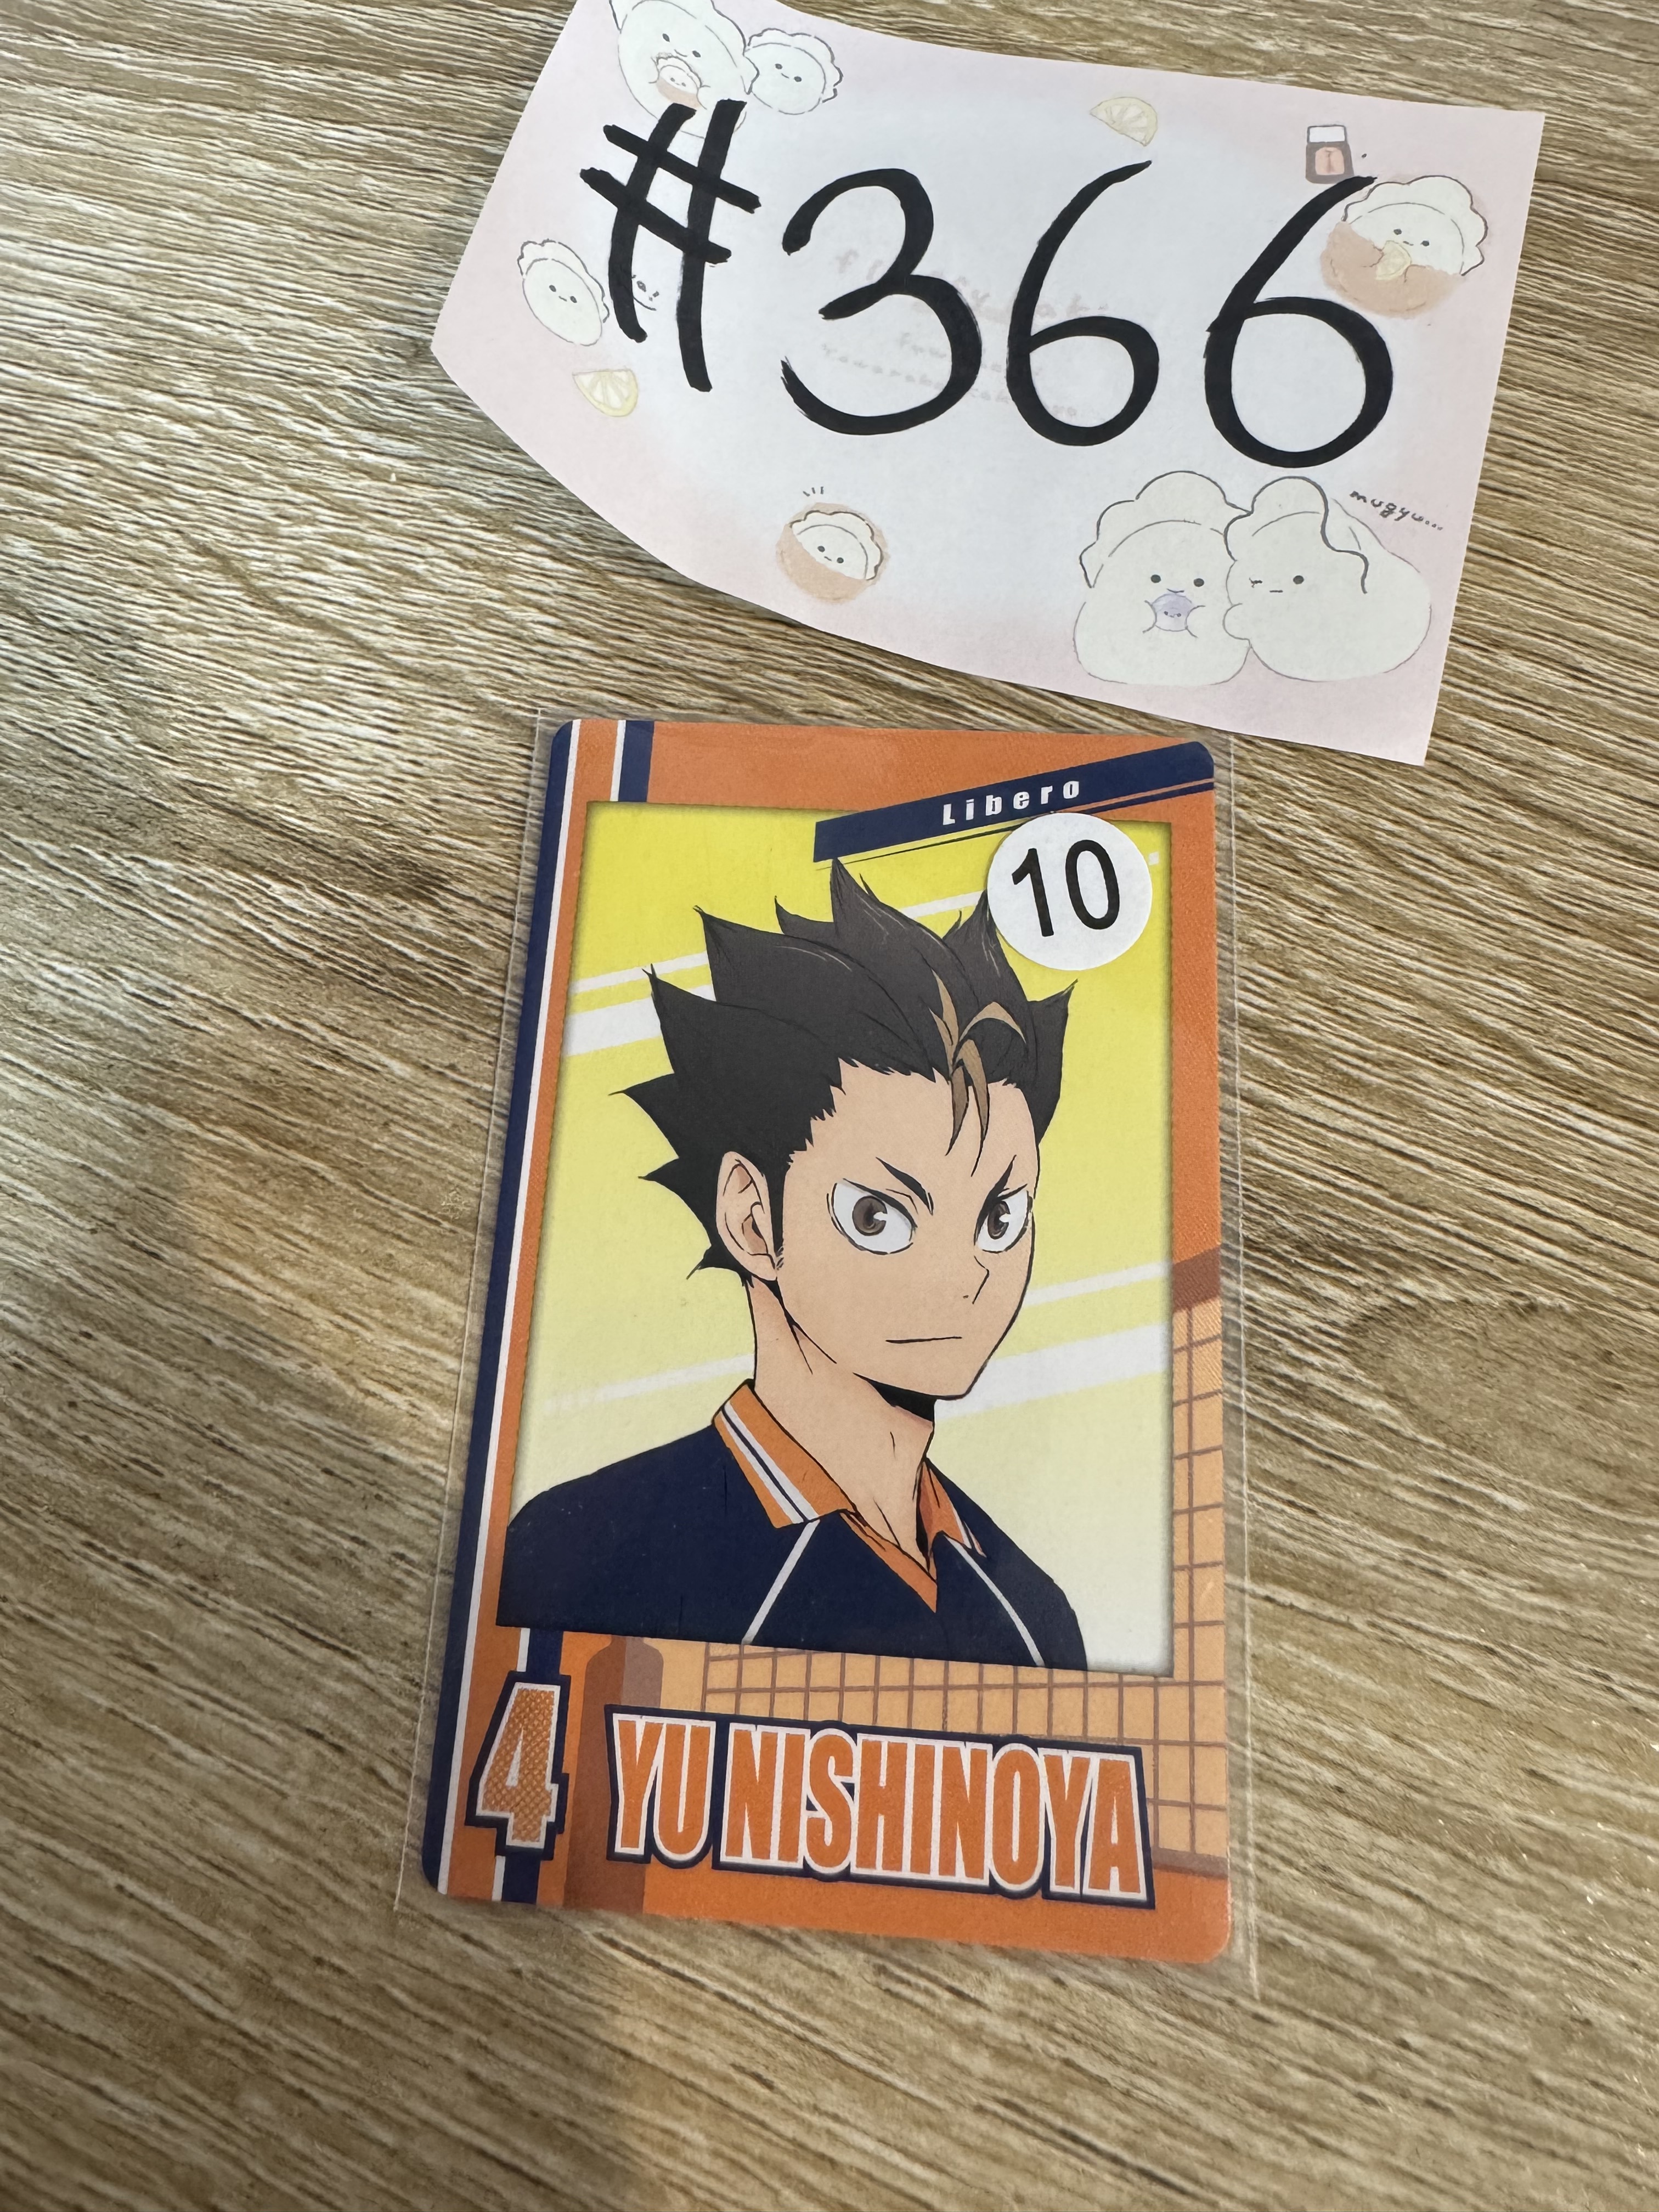 #366
mugyu...
Libero
10
4
YU NISHINOYA